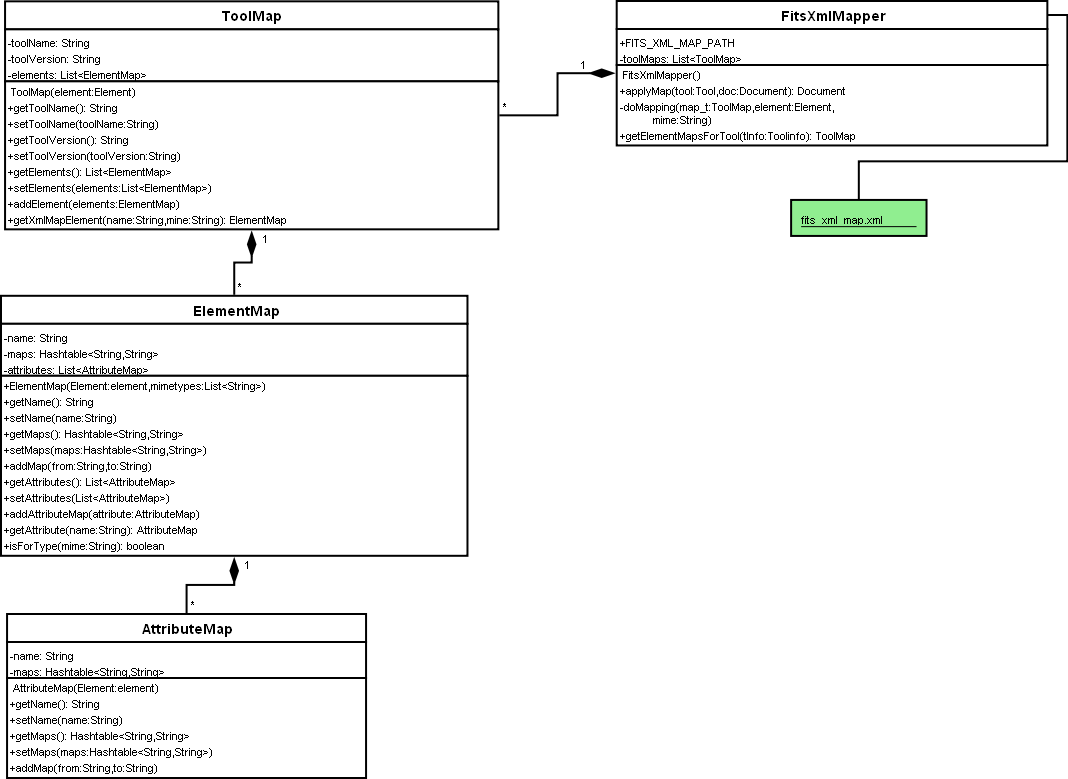 ToolMap
-toolName: String
-toolVersion: String
-elements: List<ElementMap>
ToolMap(element:Element)
+getToolName(): String
+setToolName(toolName:String)
+getToolVersion(): String
+setToolVersion(toolVersion:String)
+getElements(): List<ElementMap>
+setElements(elements:List<ElementMap>)
+addElement(elements:ElementMap)
+getXmlMapElement(name:String,mine:String): ElementMap
FitsXmlMapper
+FITS_XML_MAP_PATH
-toolMaps: List<ToolMap>
FitsXmlMapper()
+applyMap(tool:Tool,doc:Document): Document
-doMapping(map_t:ToolMap,element:Element,
mime:String)
+getElementMapsForTool(tInfo:Toolinfo): ToolMap
1
*
fits_xml_map.xml
1
*
ElementMap
-name: String
-maps: Hashtable<String,String>
-attributes: List<AttributeMap>
+ElementMap(Element:element,mimetypes:List<String>)
+getName(): String
+setName(name:String)
+getMaps(): Hashtable<String,String>
+setMaps(maps:Hashtable<String,String>)
+addMap(from:String,to:String)
+getAttributes(): List<AttributeMap>
+setAttributes(List<AttributeMap>)
+addAttributeMap(attribute:AttributeMap)
+getAttribute(name:String): AttributeMap
+isForType(mime:String): boolean
1
*
AttributeMap
-name: String
-maps: Hashtable<String,String>
AttributeMap(Element:element)
+getName(): String
+setName(name:String)
+getMaps(): Hashtable<String,String>
+setMaps(maps:Hashtable<String,String>)
+addMap(from:String,to:String)